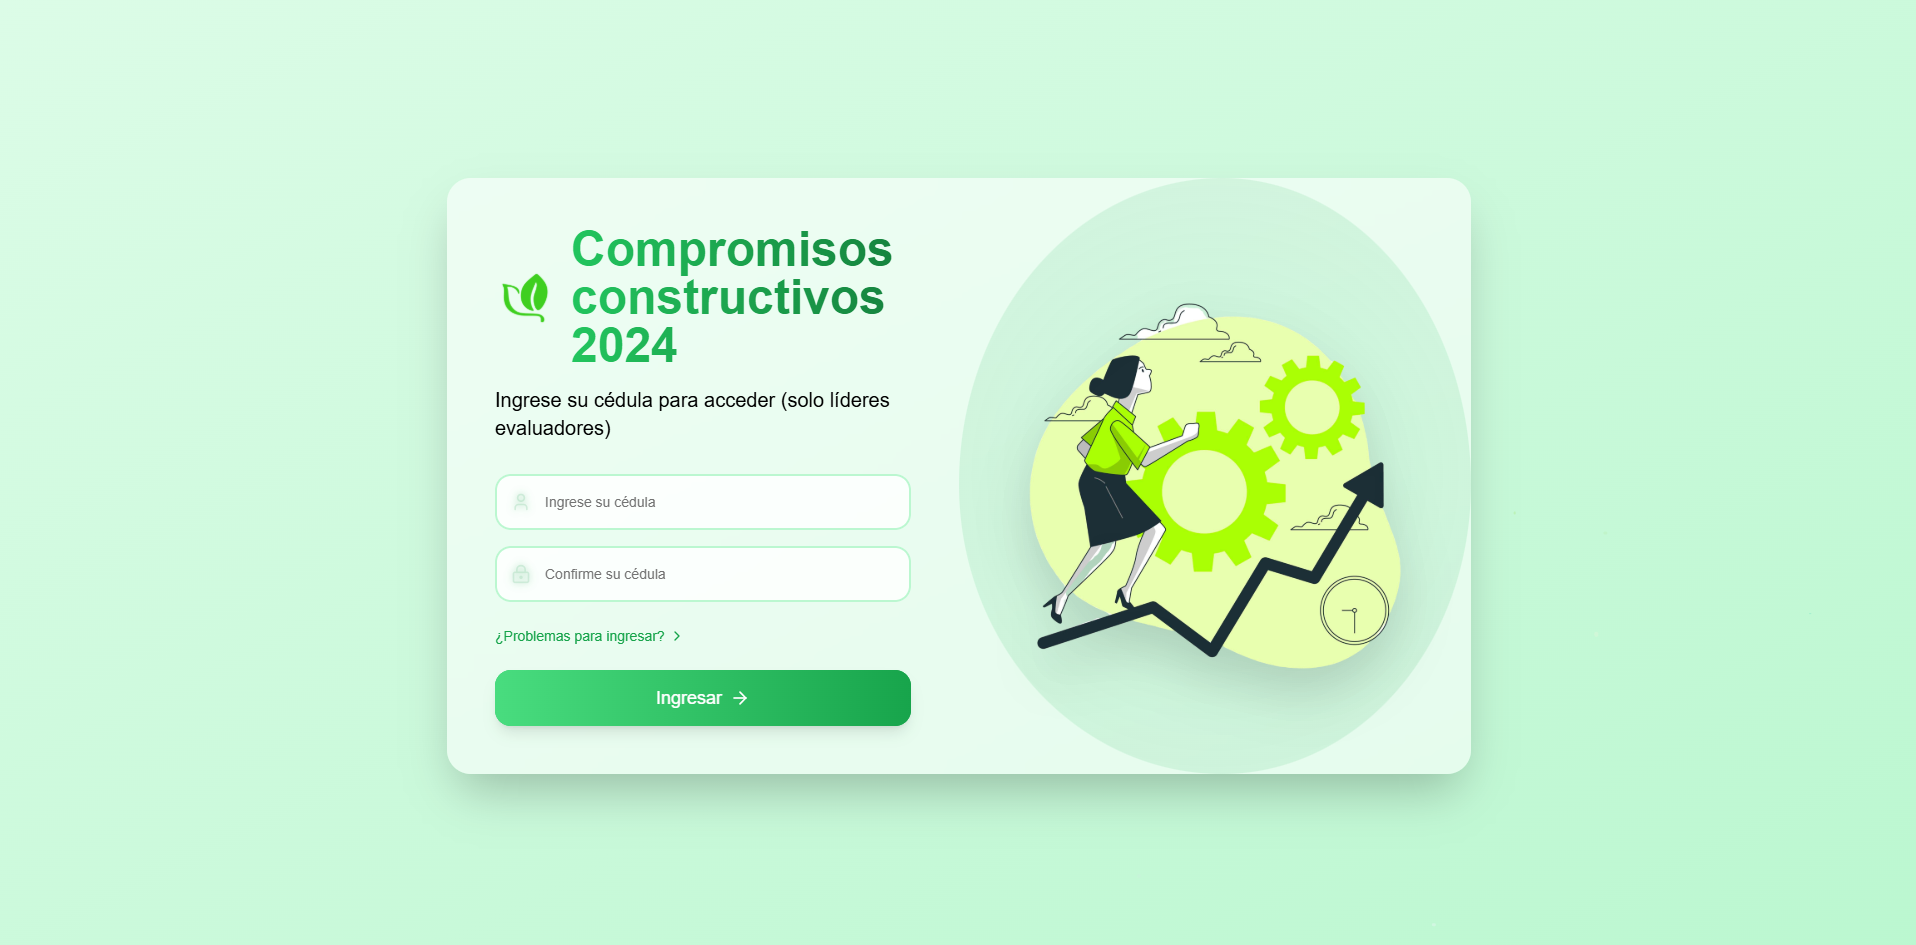 Compromisos
constructivos
2024
Ingrese su cédula para acceder (solo líderes
evaluadores)
Ingrese su cédula
Confirme su cédula
¿Problemas para ingresar?
Ingresar